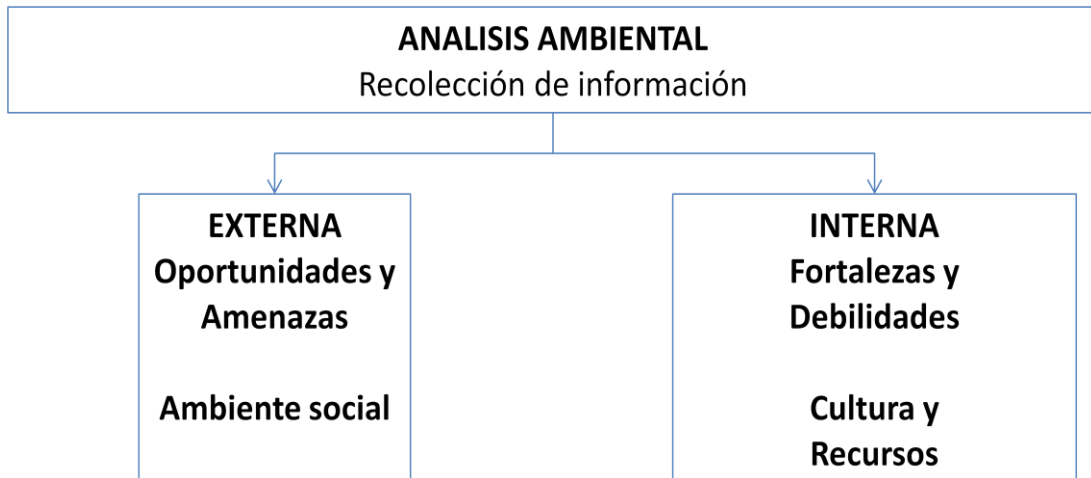 ANALISIS AMBIENTAL
Recolección de información
EXTERNA
Oportunidades y
Amenazas
Ambiente social
INTERNA
Fortalezas y
Debilidades
Cultura y
Recursos